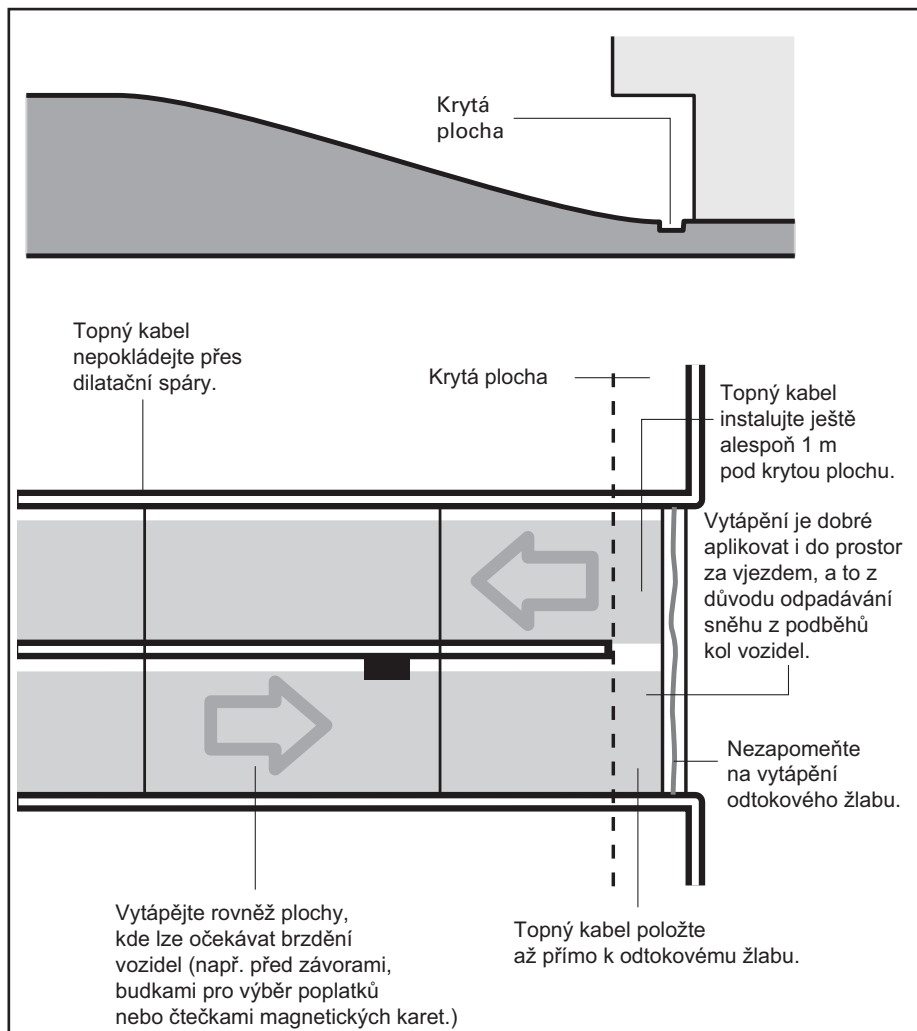 Krytá
plocha
Topný kabel
nepokládejte přes
dilatační spáry.
Krytá plocha
Topný kabel
instalujte ještě
alespoň 1 m
pod krytou plochu.
Vytápění je dobré
aplikovat i do prostor
za vjezdem, a to z
důvodu odpadávání
sněhu z podběhů
kol vozidel.
Nezapomeňte
na vytápění
odtokového žlabu.
Vytápějte rovněž plochy,
kde lze očekávat brzdění
vozidel (např. před závorami,
budkami pro výběr poplatků
nebo čtečkami magnetických karet.)
Topný kabel položte
až přímo k odtokovému žlabu.